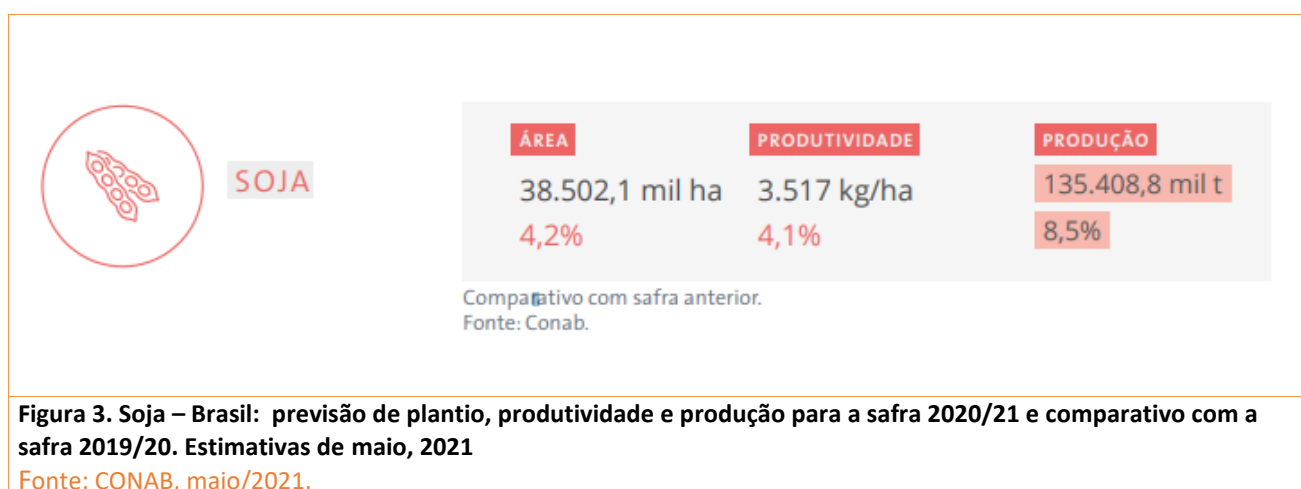 SOJA
ÁREA
38.502,1 mil ha
4,2%
PRODUTIVIDADE
3.517 kg/ha
4,1%
PRODUÇÃO
135.408,8 mil t
8,5%
Comparativo com safra anterior.
Fonte: Conab.
Figura 3. Soja – Brasil: previsão de plantio, produtividade e produção para a safra 2020/21 e comparativo com a
safra 2019/20. Estimativas de maio, 2021
Fonte: CONAB. maio/2021.